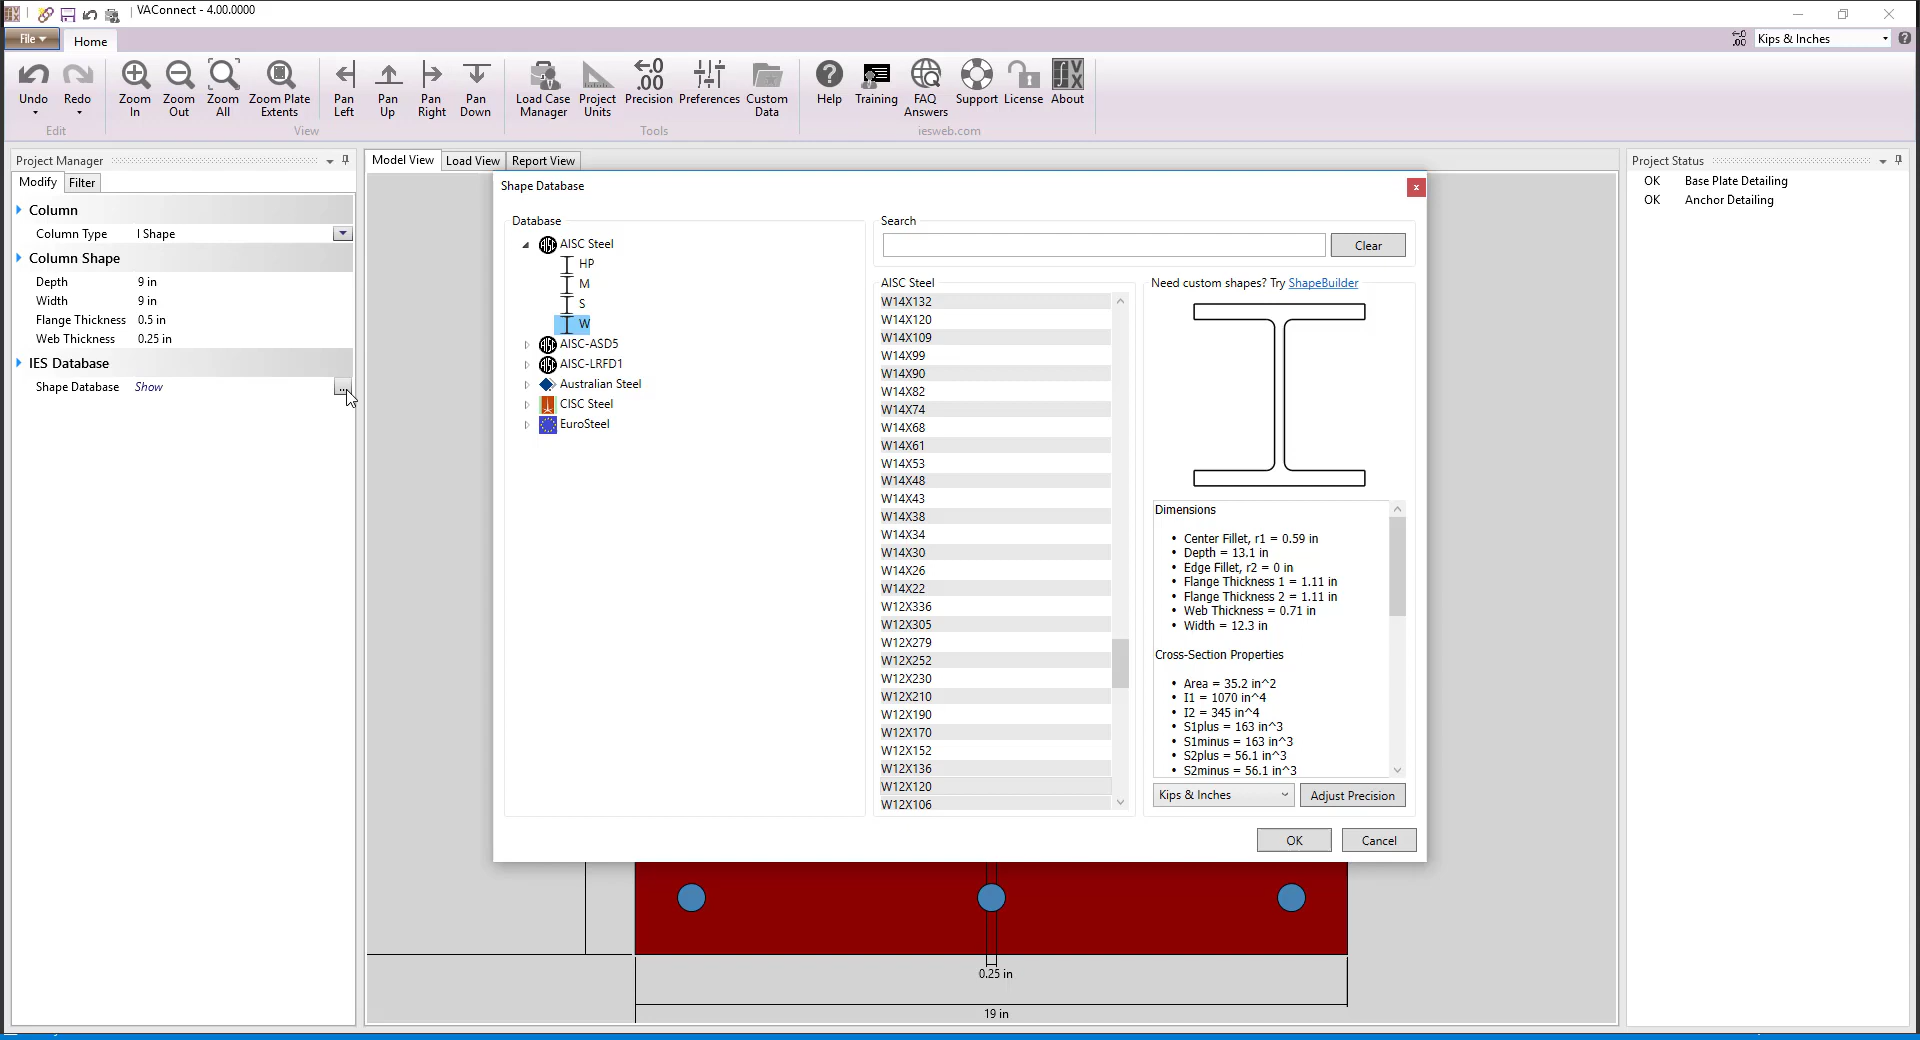 VAConnect - 4.00.0000
File
Home
Kips & Inches
Undo
Redo
Zoom In
Zoom Out
Zoom All
Zoom Plate Extents
Pan Left
Pan Up
Pan Right
Pan Down
Load Case Manager
Project Units
Precision
Preferences
Custom Data
Help
Training
FAQ Answers
Support
License
About
Edit
View
Tools
iesweb.com
Project Manager
Modify
Filter
Column
Column Type I Shape
Column Shape
Depth 9 in
Width 9 in
Flange Thickness 0.5 in
Web Thickness 0.25 in
IES Database
Shape Database Show ...
Model View
Load View
Report View
Shape Database
Database
AISC Steel
HP
M
S
W
AISC-ASD5
AISC-LRFD1
Australian Steel
CISC Steel
EuroSteel
Search
Clear
AISC Steel
W14X132
W14X120
W14X109
W14X99
W14X90
W14X82
W14X74
W14X68
W14X61
W14X53
W14X48
W14X43
W14X38
W14X34
W14X30
W14X26
W14X22
W12X336
W12X305
W12X279
W12X252
W12X230
W12X210
W12X190
W12X170
W12X152
W12X136
W12X120
W12X106
Need custom shapes? Try ShapeBuilder
Dimensions
• Center Fillet, r1 = 0.59 in
• Depth = 13.1 in
• Edge Fillet, r2 = 0 in
• Flange Thickness 1 = 1.11 in
• Flange Thickness 2 = 1.11 in
• Web Thickness = 0.71 in
• Width = 12.3 in
Cross-Section Properties
• Area = 35.2 in^2
• I1 = 1070 in^4
• I2 = 345 in^4
• S1plus = 163 in^3
• S1minus = 163 in^3
• S2plus = 56.1 in^3
• S2minus = 56.1 in^3
Kips & Inches
Adjust Precision
OK
Cancel
0.25 in
19 in
Project Status
OK Base Plate Detailing
OK Anchor Detailing